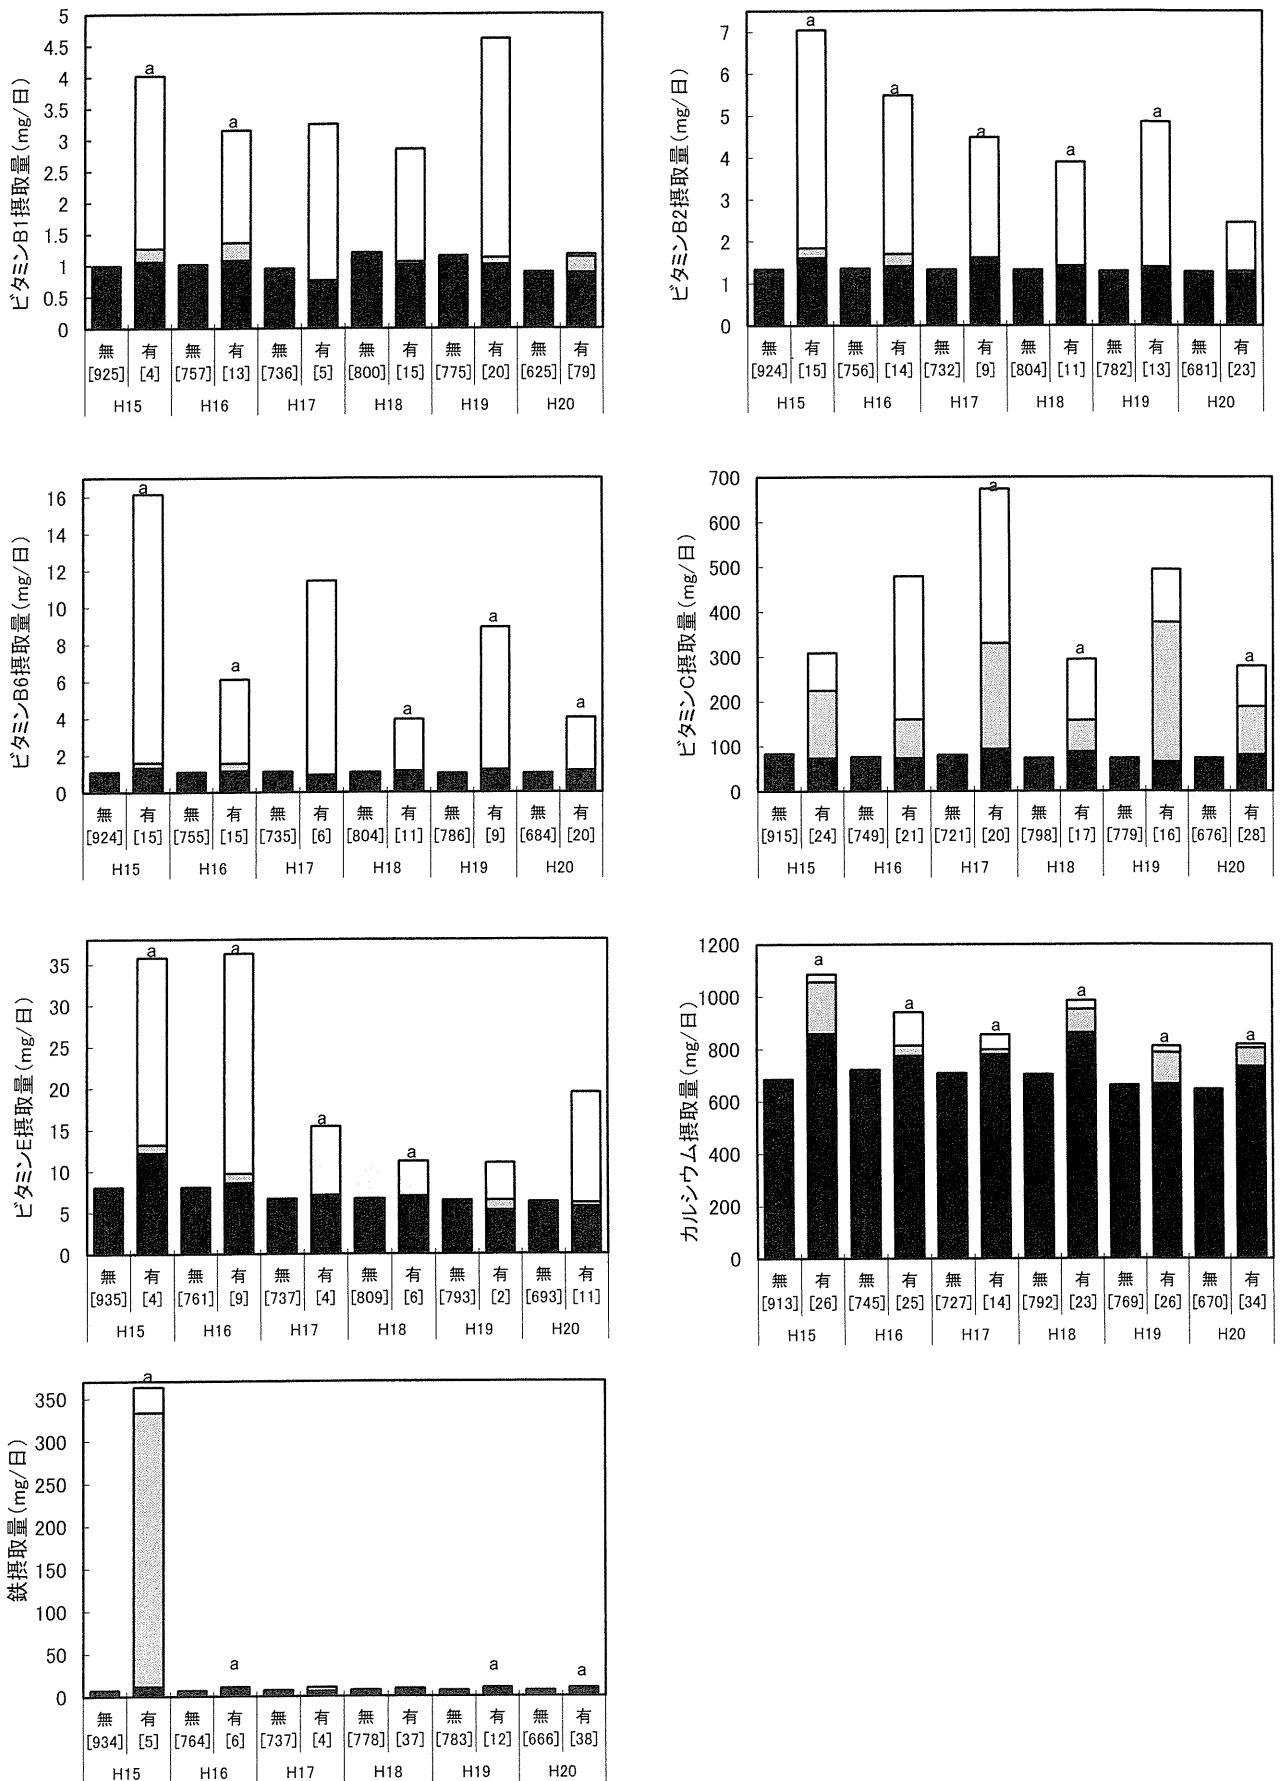 ビタミンB1摂取量(mg/日)
5
4.5
4
3.5
3
2.5
2
1.5
1
0.5
0
a
a
無 有 無 有 無 有 無 有 無 有 無 有
[925] [4] [757] [13] [736] [5] [800] [15] [775] [20] [625] [79]
H15 H16 H17 H18 H19 H20
ビタミンB2摂取量(mg/日)
7
6
5
4
3
2
1
0
a
a
a
a
a
無 有 無 有 無 有 無 有 無 有 無 有
[924] [15] [756] [14] [732] [9] [804] [11] [782] [13] [681] [23]
H15 H16 H17 H18 H19 H20
ビタミンB6摂取量(mg/日)
16
14
12
10
8
6
4
2
0
a
a
a
a
a
無 有 無 有 無 有 無 有 無 有 無 有
[924] [15] [755] [15] [735] [6] [804] [11] [786] [9] [684] [20]
H15 H16 H17 H18 H19 H20
ビタミンC摂取量(mg/日)
700
600
500
400
300
200
100
0
a
a
a
無 有 無 有 無 有 無 有 無 有 無 有
[915] [24] [749] [21] [721] [20] [798] [17] [779] [16] [676] [28]
H15 H16 H17 H18 H19 H20
ビタミンE摂取量(mg/日)
35
30
25
20
15
10
5
0
a
a
a
a
無 有 無 有 無 有 無 有 無 有 無 有
[935] [4] [761] [9] [737] [4] [809] [6] [793] [2] [693] [11]
H15 H16 H17 H18 H19 H20
カルシウム摂取量(mg/日)
1200
1000
800
600
400
200
0
a
a
a
a
a
a
無 有 無 有 無 有 無 有 無 有 無 有
[913] [26] [745] [25] [727] [14] [792] [23] [769] [26] [670] [34]
H15 H16 H17 H18 H19 H20
鉄摂取量(mg/日)
350
300
250
200
150
100
50
0
a
a
a
a
無 有 無 有 無 有 無 有 無 有 無 有
[934] [5] [764] [6] [737] [4] [778] [37] [783] [12] [666] [38]
H15 H16 H17 H18 H19 H20